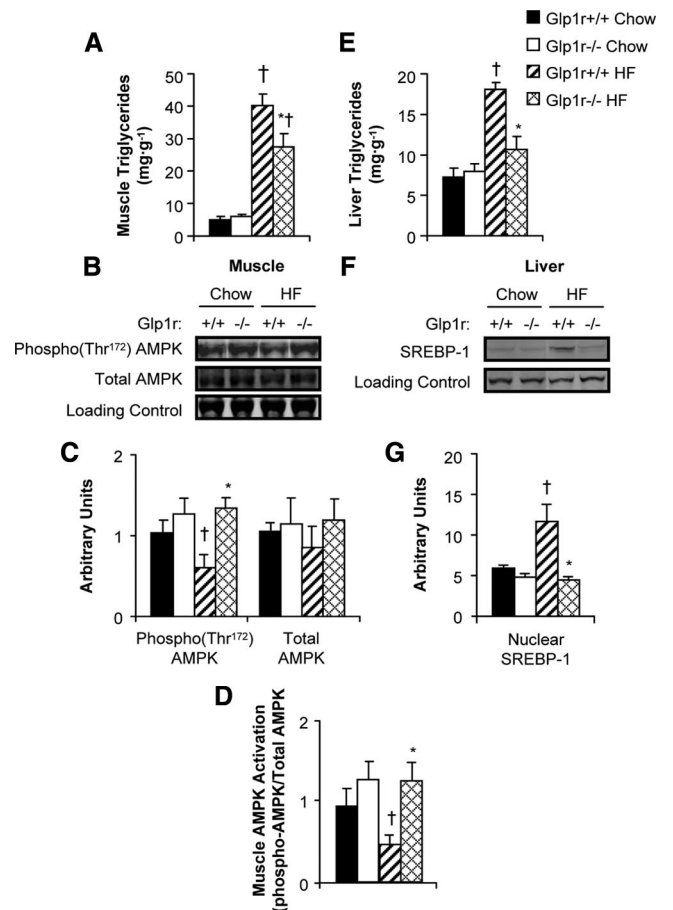 Glp1r+/+ Chow
Glp1r-/- Chow
Glp1r+/+ HF
Glp1r-/- HF
A
Muscle Triglycerides
(mg·g-1)
50
40
30
20
10
0
†
*†
E
Liver Triglycerides
(mg·g-1)
20
15
10
5
0
†
*
B
Muscle
Chow HF
Glp1r: +/+ -/- +/+ -/-
Phospho(Thr172) AMPK
Total AMPK
Loading Control
F
Liver
Chow HF
Glp1r: +/+ -/- +/+ -/-
SREBP-1
Loading Control
C
Arbitrary Units
2
1
0
†
*
Phospho(Thr172)
AMPK
Total
AMPK
G
Arbitrary Units
20
15
10
5
0
†
*
Nuclear
SREBP-1
D
Muscle AMPK Activation
(phospho-AMPK/Total AMPK
2
1
0
†
*